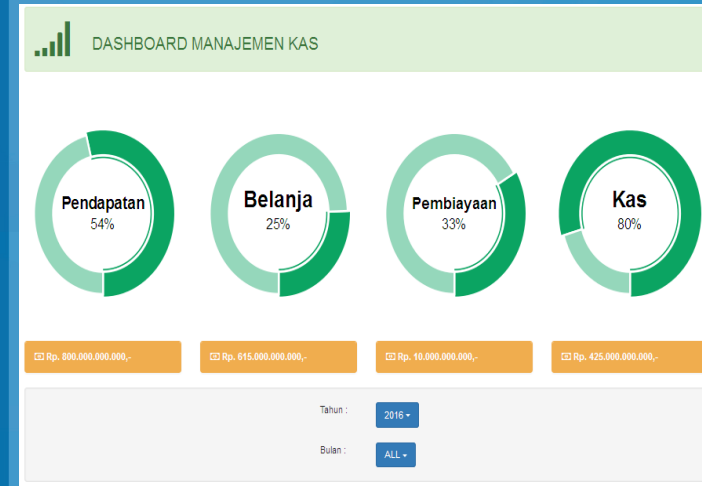 DASHBOARD MANAJEMEN KAS
Pendapatan
54%
Belanja
25%
Pembiayaan
33%
Kas
80%
Rp. 800.000.000.000,-
Rp. 615.000.000.000,-
Rp. 10.000.000.000,-
Rp. 425.000.000.000,-
Tahun :
2016
Bulan :
ALL